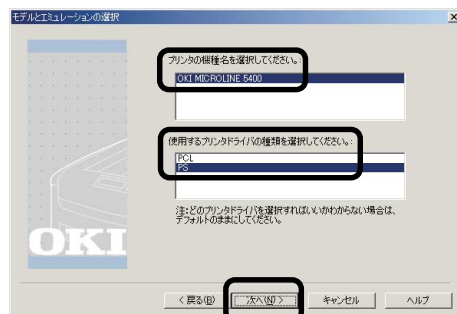 モデルとエミュレーションの選択
プリンタの機種名を選択してください。:
OKI MICROLINE 5400
使用するプリンタドライバの種類を選択してください。:
PCL
PS
注:どのプリンタドライバを選択すればいいかわからない場合は、
デフォルトのままにしてください。
OKI
< 戻る(B)
次へ(N) >
キャンセル
ヘルプ